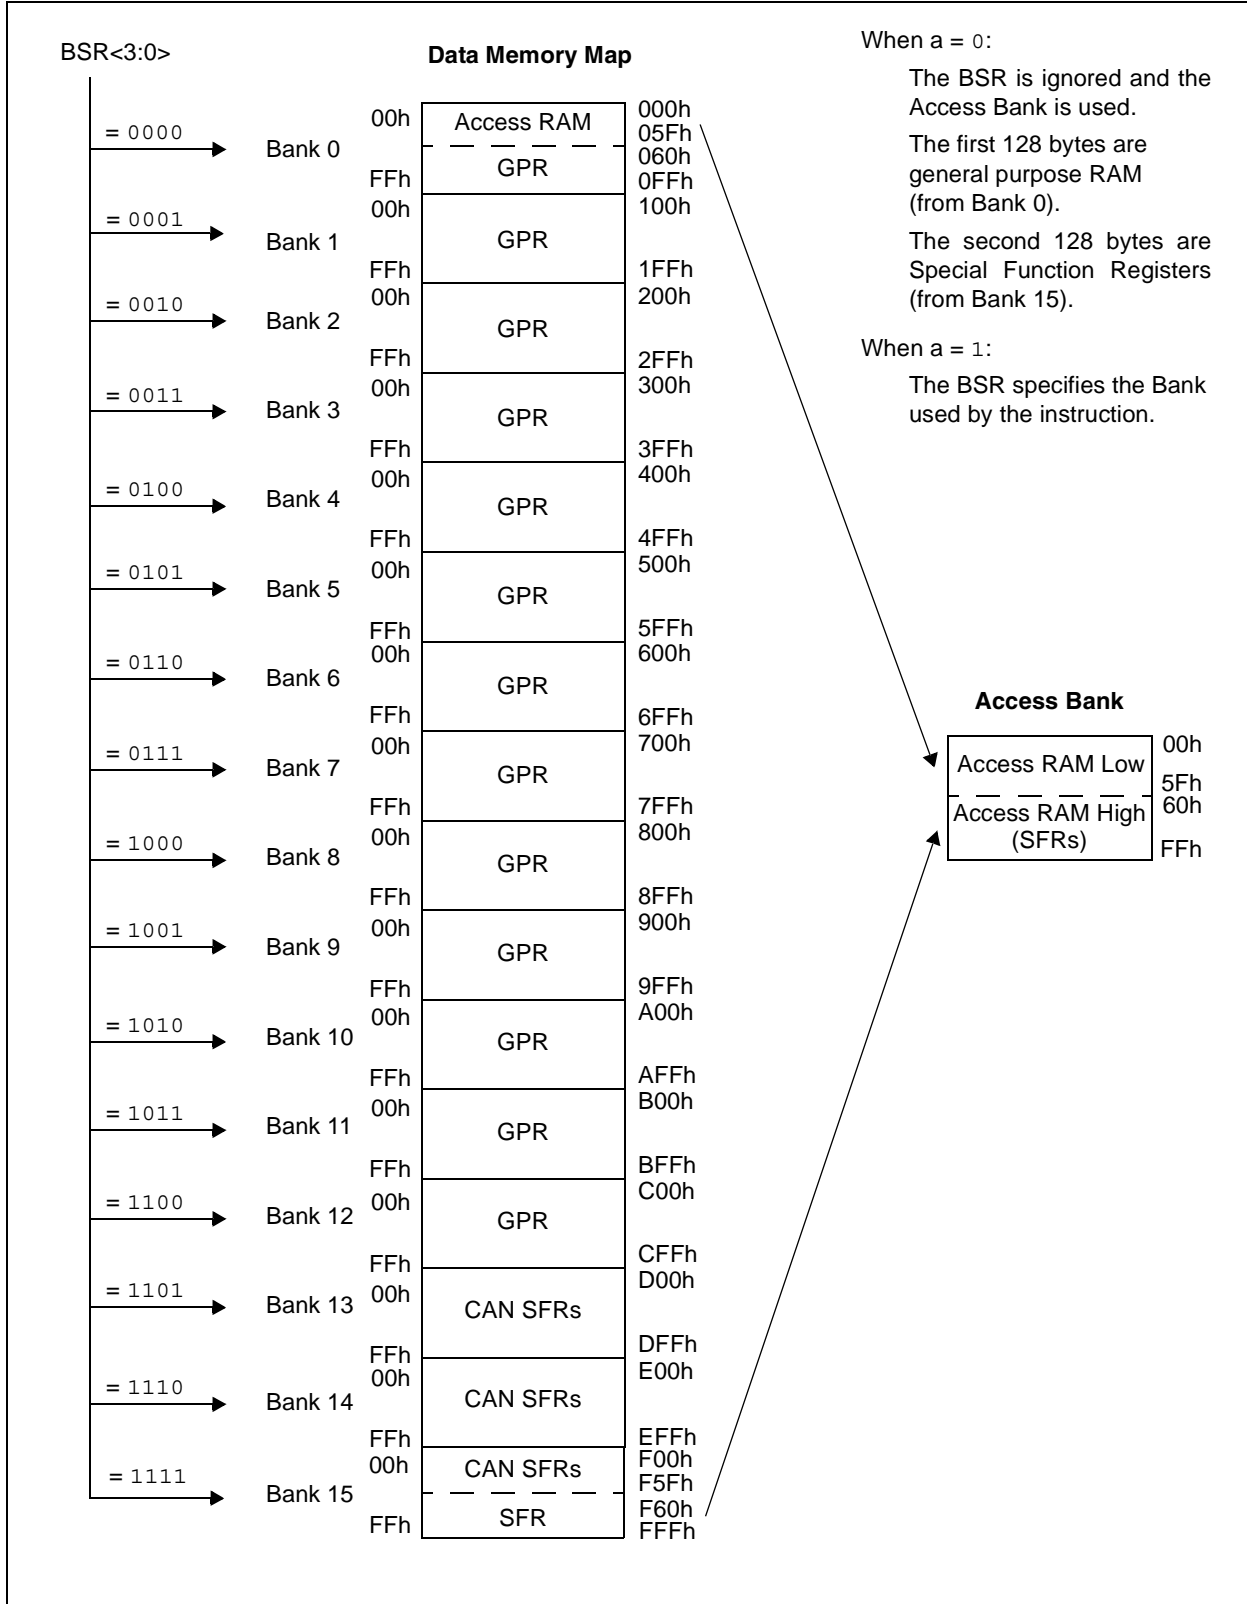 BSR<3:0>
Data Memory Map
When a = 0:
The BSR is ignored and the
Access Bank is used.
The first 128 bytes are
general purpose RAM
(from Bank 0).
The second 128 bytes are
Special Function Registers
(from Bank 15).
When a = 1:
The BSR specifies the Bank
used by the instruction.
= 0000
Bank 0
00h
Access RAM
000h
05Fh
060h
GPR
FFh
0FFh
= 0001
Bank 1
00h
GPR
100h
FFh
1FFh
= 0010
Bank 2
00h
GPR
200h
FFh
2FFh
= 0011
Bank 3
00h
GPR
300h
FFh
3FFh
= 0100
Bank 4
00h
GPR
400h
FFh
4FFh
= 0101
Bank 5
00h
GPR
500h
FFh
5FFh
= 0110
Bank 6
00h
GPR
600h
FFh
6FFh
= 0111
Bank 7
00h
GPR
700h
FFh
7FFh
= 1000
Bank 8
00h
GPR
800h
FFh
8FFh
= 1001
Bank 9
00h
GPR
900h
FFh
9FFh
= 1010
Bank 10
00h
GPR
A00h
FFh
AFFh
= 1011
Bank 11
00h
GPR
B00h
FFh
BFFh
= 1100
Bank 12
00h
GPR
C00h
FFh
CFFh
= 1101
Bank 13
00h
CAN SFRs
D00h
FFh
DFFh
= 1110
Bank 14
00h
CAN SFRs
E00h
FFh
EFFh
= 1111
Bank 15
00h
CAN SFRs
F00h
F5Fh
F60h
SFR
FFh
FFFh
Access Bank
Access RAM Low
00h
5Fh
60h
Access RAM High
(SFRs)
FFh